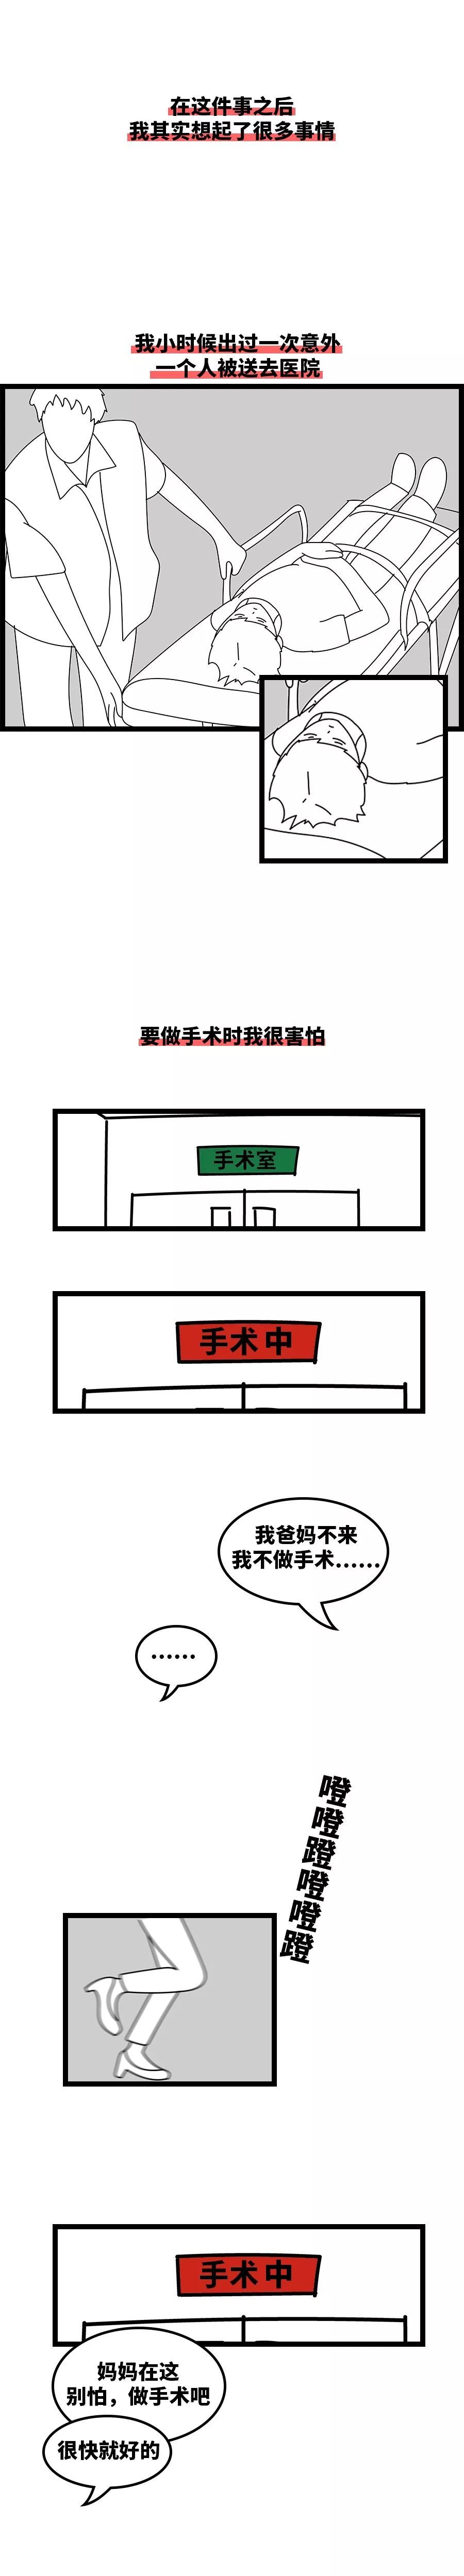 在这件事之后
我其实想起了很多事情
我小时候出过一次意外
一个人被送去医院
要做手术时我很害怕
手术室
手术中
我爸妈不来
我不做手术……
……
噔
噔
蹬
噔
噔
蹬
手术中
妈妈在这
别怕，做手术吧
很快就好的